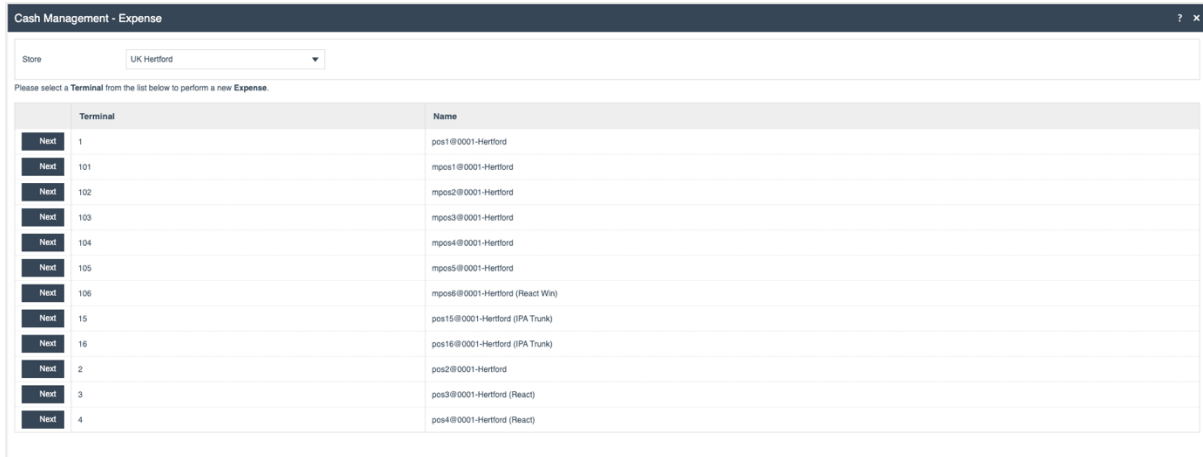 Cash Management - Expense ? ×
Store UK Hertford
Please select a Terminal from the list below to perform a new Expense.
Terminal Name
Next 1 pos1@0001-Hertford
Next 101 mpos1@0001-Hertford
Next 102 mpos2@0001-Hertford
Next 103 mpos3@0001-Hertford
Next 104 mpos4@0001-Hertford
Next 105 mpos5@0001-Hertford
Next 106 mpos6@0001-Hertford (React Win)
Next 15 pos15@0001-Hertford (IPA Trunk)
Next 16 pos16@0001-Hertford (IPA Trunk)
Next 2 pos2@0001-Hertford
Next 3 pos3@0001-Hertford (React)
Next 4 pos4@0001-Hertford (React)